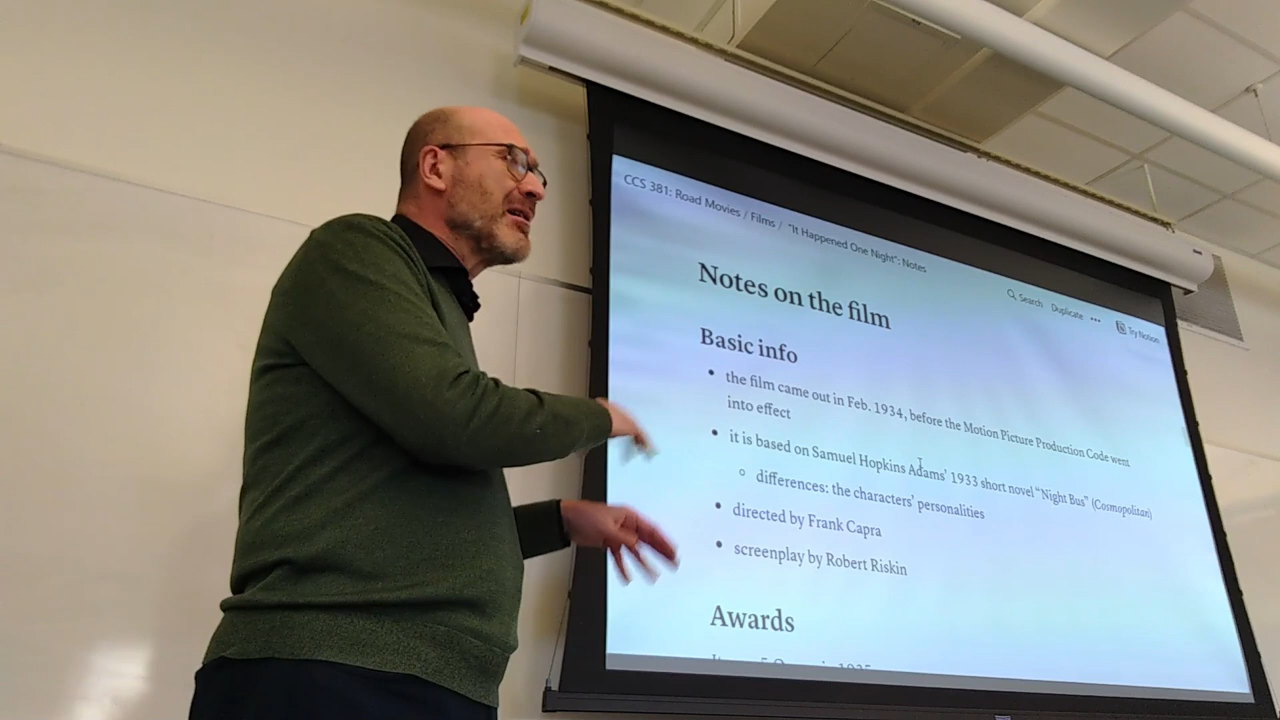 CCS 381: Road Movies / Films / "It Happened One Night": Notes
Search Duplicate ••• Try Notion
Notes on the film
Basic info
• the film came out in Feb. 1934, before the Motion Picture Production Code went
into effect
• it is based on Samuel Hopkins Adams' 1933 short novel "Night Bus" (Cosmopolitan)
◦ differences: the characters' personalities
• directed by Frank Capra
• screenplay by Robert Riskin
Awards